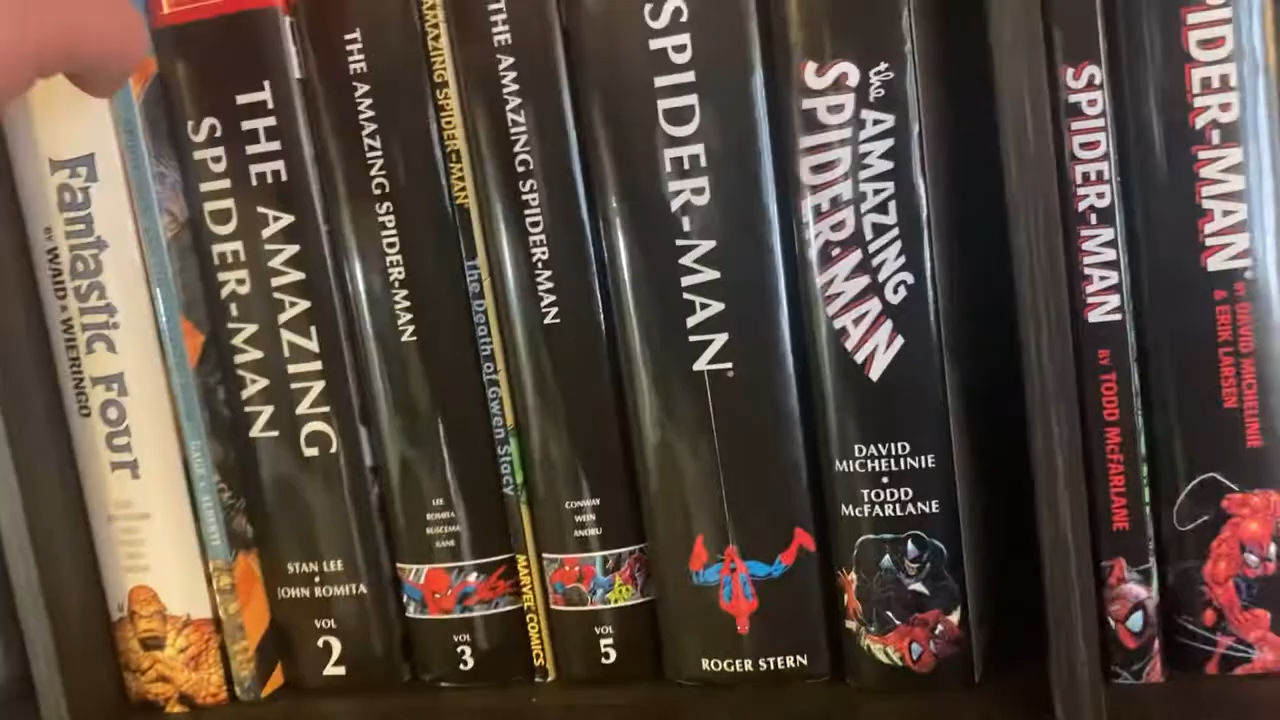 Fantastic Four
BY WAID & WIERINGO
GAGE & ALBERTI
THE AMAZING
SPIDER-MAN
STAN LEE
JOHN ROMITA
VOL
2
THE AMAZING SPIDER-MAN
LEE
ROMITA
BUSCEMA
KANE
VOL
3
AMAZING SPIDER-MAN
The Death of Gwen Stacy
MARVEL COMICS
THE AMAZING SPIDER-MAN
CONWAY
WEIN
ANDRU
VOL
5
SPIDER-MAN
ROGER STERN
the AMAZING
SPIDER-MAN
DAVID
MICHELINIE
•
TODD
McFARLANE
SPIDER-MAN
BY TODD McFARLANE
PIDER-MAN
BY DAVID MICHELINIE
& ERIK LARSEN